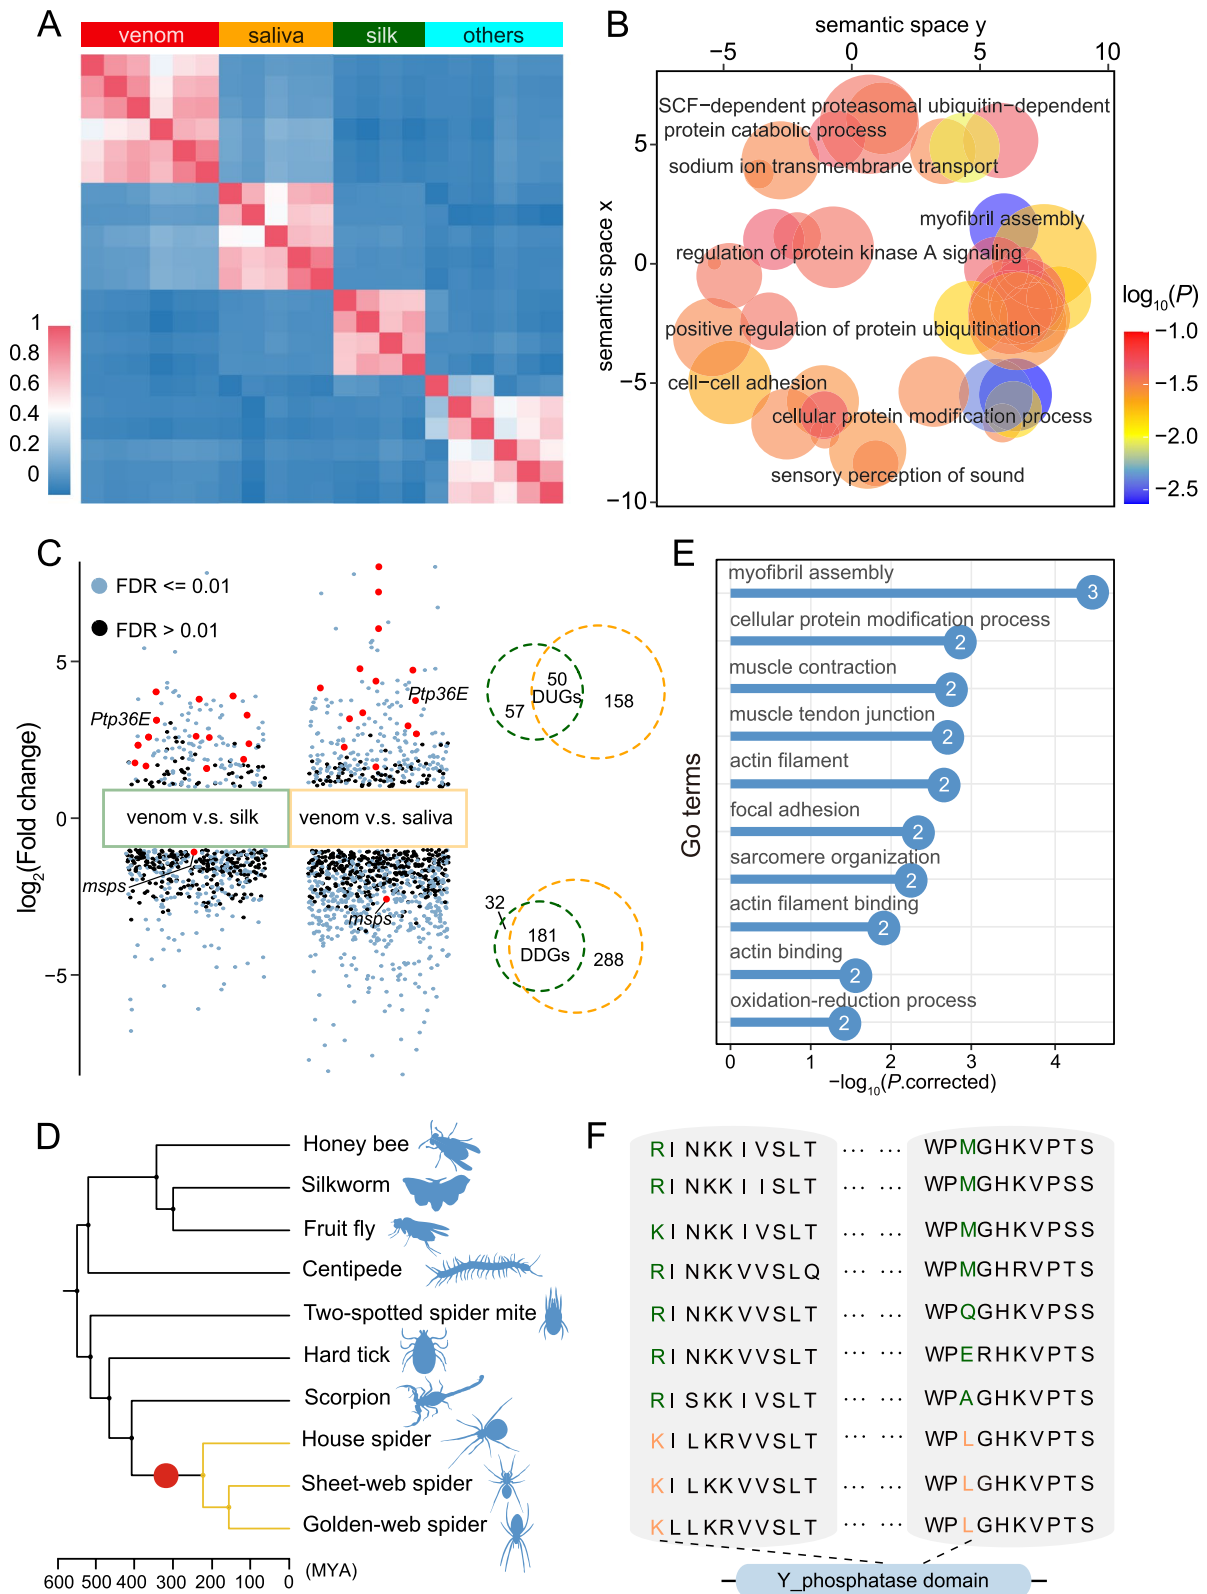 A
venom
saliva
silk
others
1
0.8
0.6
0.4
0.2
0
B
semantic space y
−5
0
5
10
semantic space x
5
0
−5
−10
SCF−dependent proteasomal ubiquitin−dependent
protein catabolic process
sodium ion transmembrane transport
myofibril assembly
regulation of protein kinase A signaling
positive regulation of protein ubiquitination
cell−cell adhesion
cellular protein modification process
sensory perception of sound
log10(P)
−1.0
−1.5
−2.0
−2.5
C
FDR <= 0.01
FDR > 0.01
log2(Fold change)
5
0
−5
Ptp36E
Ptp36E
venom v.s. silk
venom v.s. saliva
msps
msps
50
DUGs
57
158
32
181
DDGs
288
E
Go terms
myofibril assembly
3
cellular protein modification process
2
muscle contraction
2
muscle tendon junction
2
actin filament
2
focal adhesion
2
sarcomere organization
2
actin filament binding
2
actin binding
2
oxidation-reduction process
2
0
1
2
3
4
−log10(P.corrected)
D
Honey bee
Silkworm
Fruit fly
Centipede
Two-spotted spider mite
Hard tick
Scorpion
House spider
Sheet-web spider
Golden-web spider
600 500 400 300 200 100 0 (MYA)
F
RINKKIVSLT ... ... WPMGHKVPTS
RINKKIISLT ... ... WPMGHKVPSS
KINKKIVSLT ... ... WPMGHKVPSS
RINKKVVSLQ ... ... WPMGHRVPTS
RINKKVVSLT ... ... WPQGHKVPSS
RINKKVVSLT ... ... WPERHKVPTS
RISKKIVSLT ... ... WPAGHKVPTS
KILKRVVSLT ... ... WPLGHKVPTS
KILKKVVSLT ... ... WPLGHKVPTS
KLLKRVVSLT ... ... WPLGHKVPTS
Y_phosphatase domain